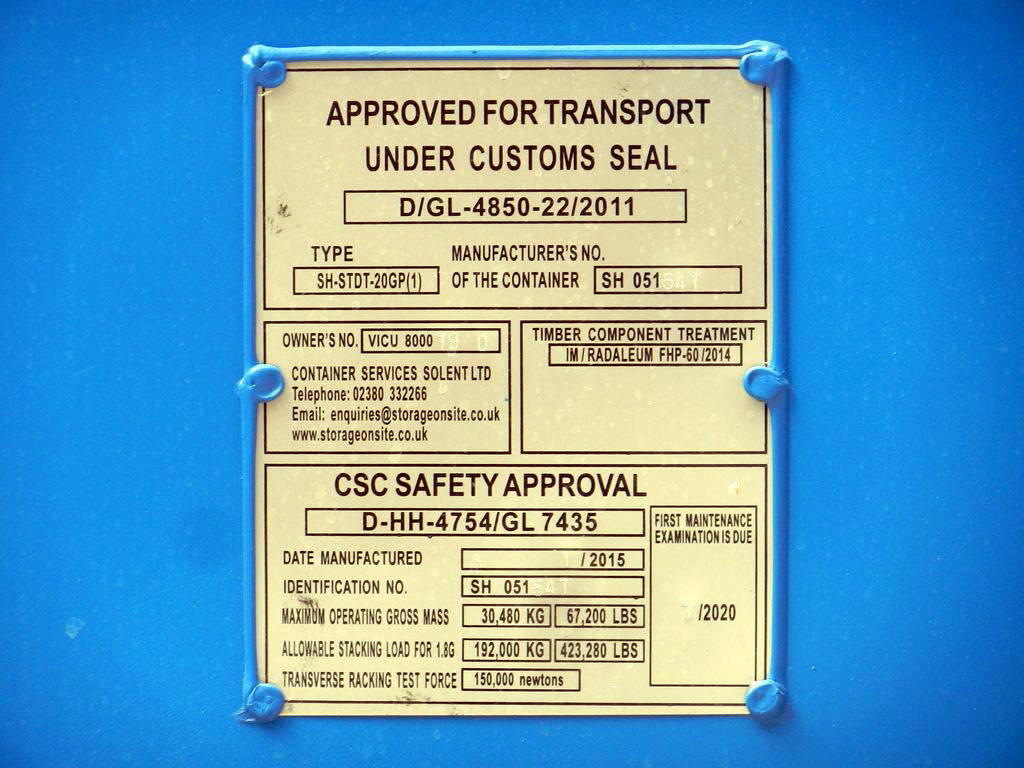 APPROVED FOR TRANSPORT
UNDER CUSTOMS SEAL
D/GL-4850-22/2011
TYPE
SH-STDT-20GP(1)
MANUFACTURER'S NO.
OF THE CONTAINER SH 051547
OWNER'S NO. VICU 8000
CONTAINER SERVICES SOLENT LTD
Telephone: 02380 332266
Email: enquiries@storageonsite.co.uk
www.storageonsite.co.uk
TIMBER COMPONENT TREATMENT
IM / RADALEUM FHP-60 /2014
CSC SAFETY APPROVAL
D-HH-4754/GL 7435
DATE MANUFACTURED / 2015
IDENTIFICATION NO. SH 051547
MAXIMUM OPERATING GROSS MASS 30,480 KG 67,200 LBS
ALLOWABLE STACKING LOAD FOR 1.8G 192,000 KG 423,280 LBS
TRANSVERSE RACKING TEST FORCE 150,000 newtons
FIRST MAINTENANCE
EXAMINATION IS DUE
/2020